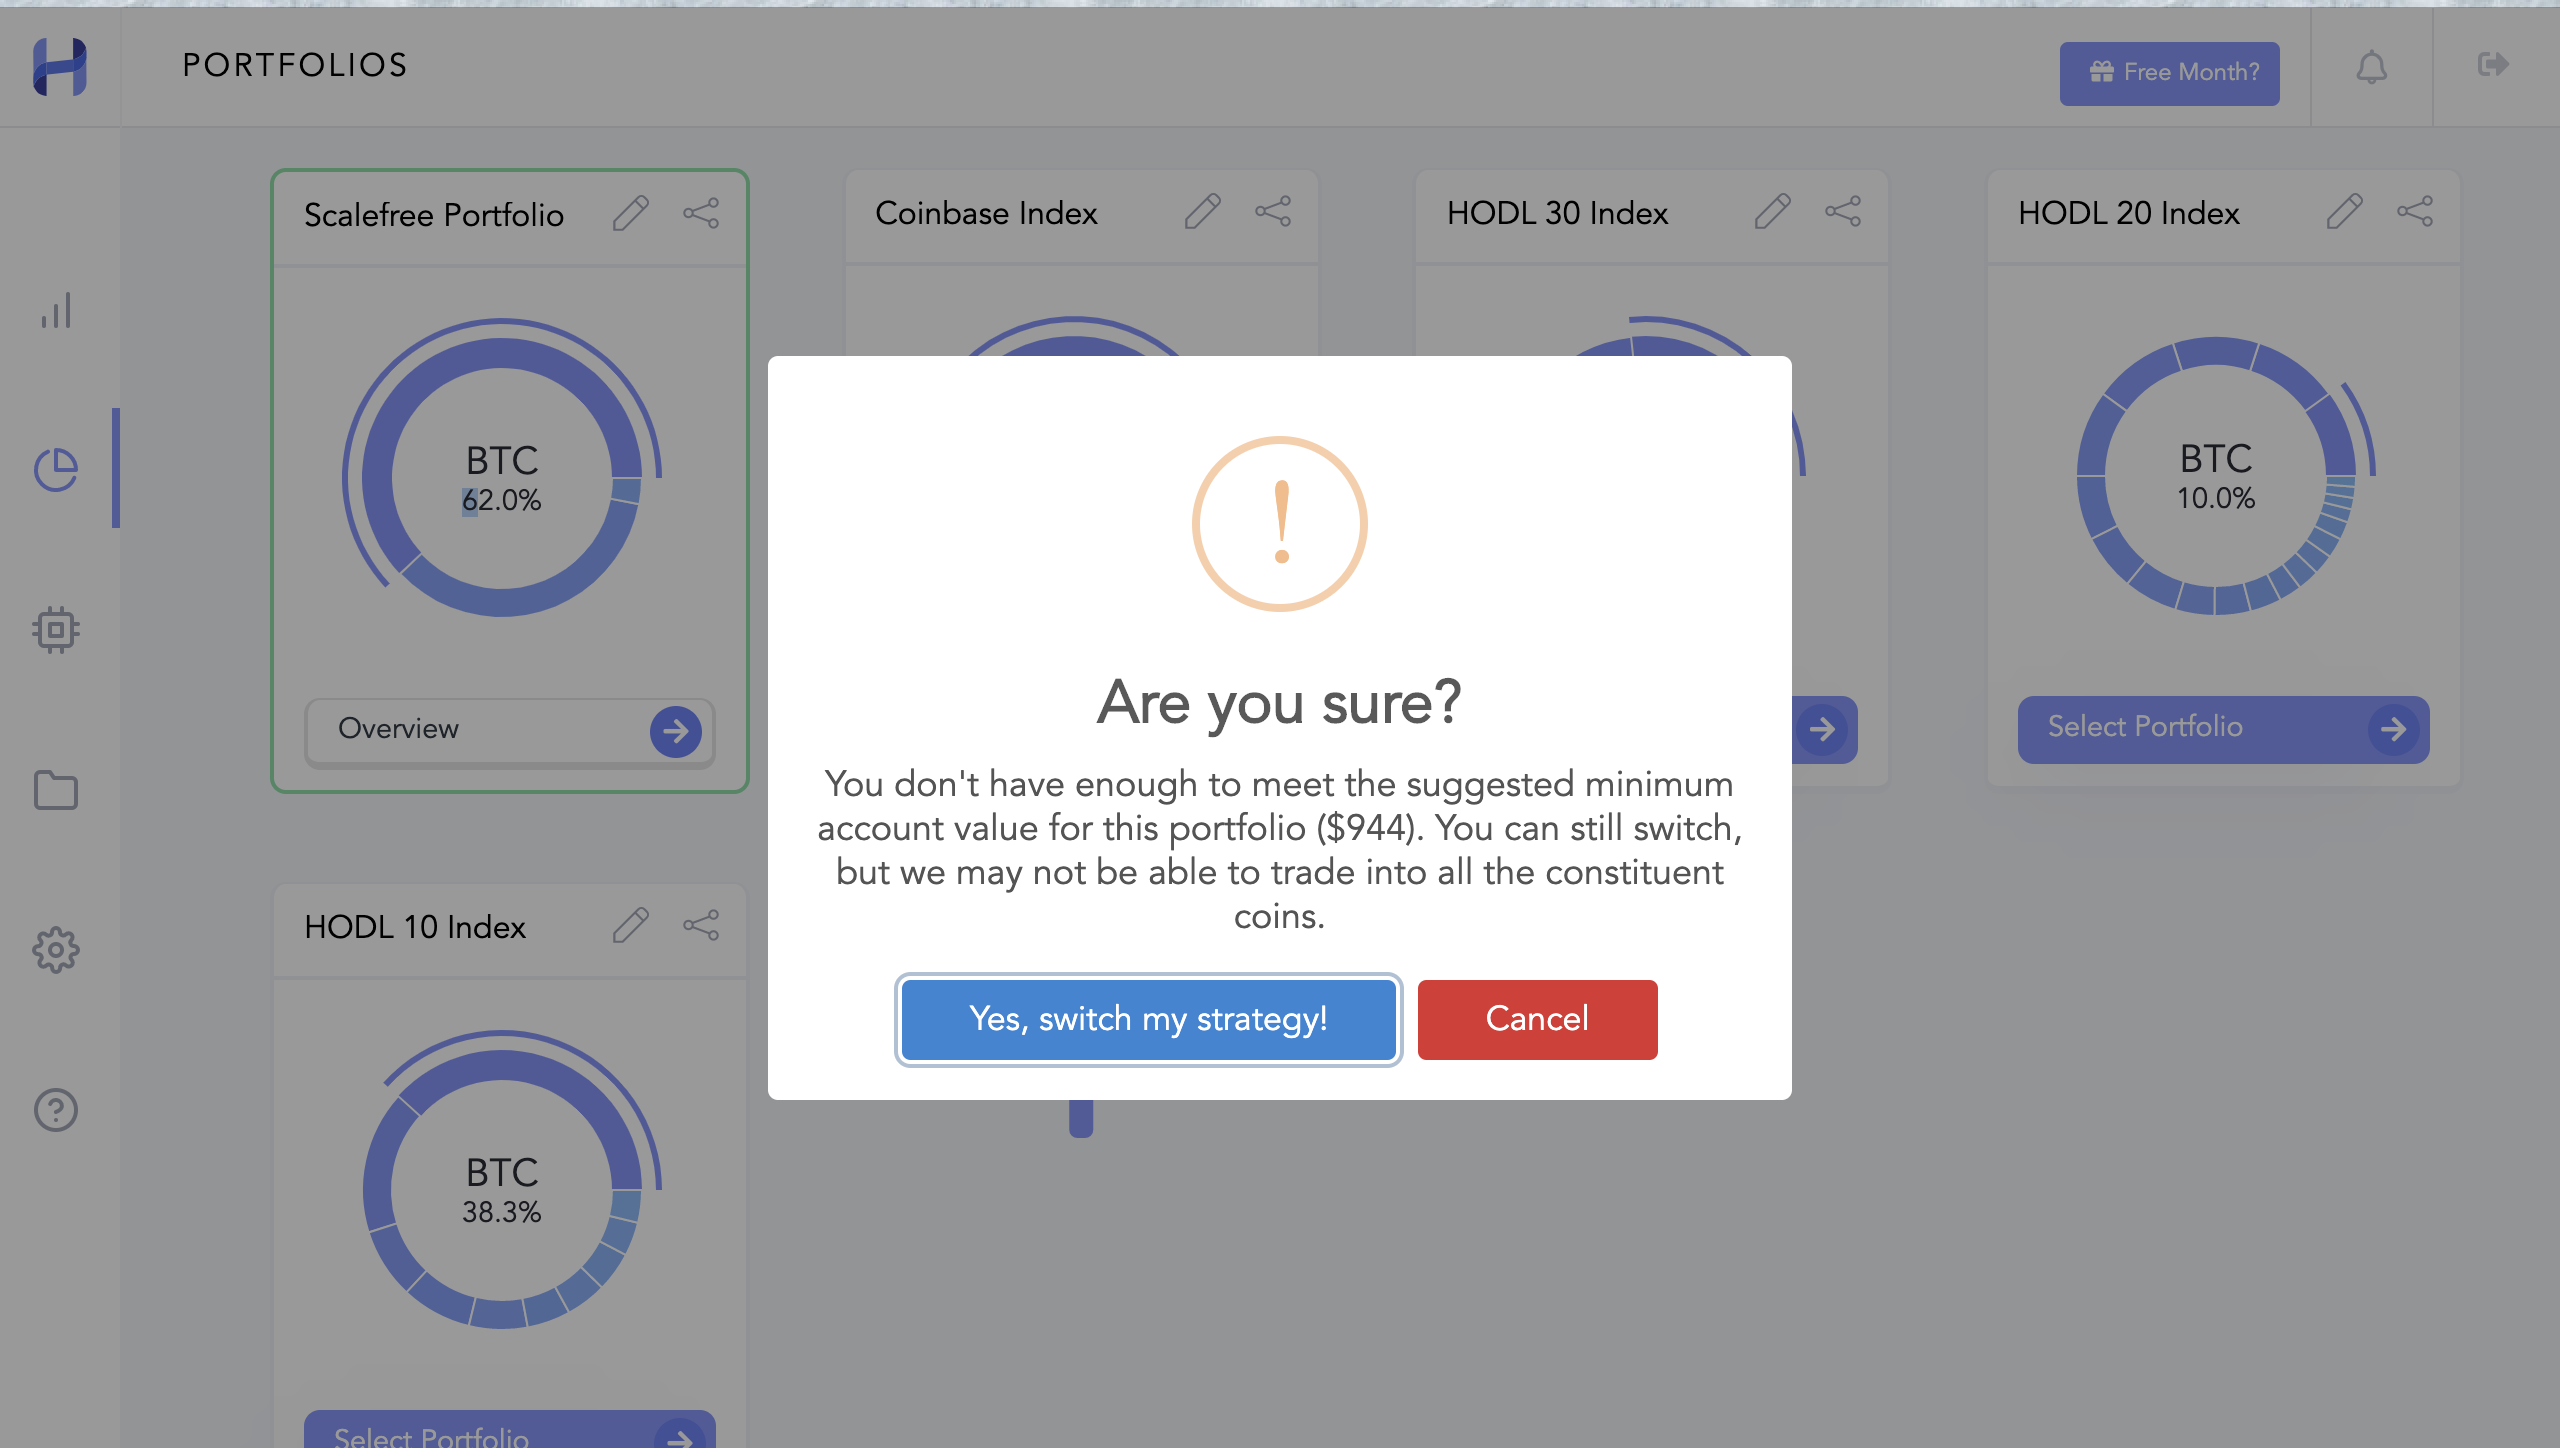 PORTFOLIOS
Free Month?
Scalefree Portfolio
Coinbase Index
HODL 30 Index
HODL 20 Index
BTC
62.0%
BTC
10.0%
Overview
Select Portfolio
Are you sure?
You don't have enough to meet the suggested minimum
account value for this portfolio ($944). You can still switch,
but we may not be able to trade into all the constituent
coins.
Yes, switch my strategy!
Cancel
HODL 10 Index
BTC
38.3%
Select Portfolio